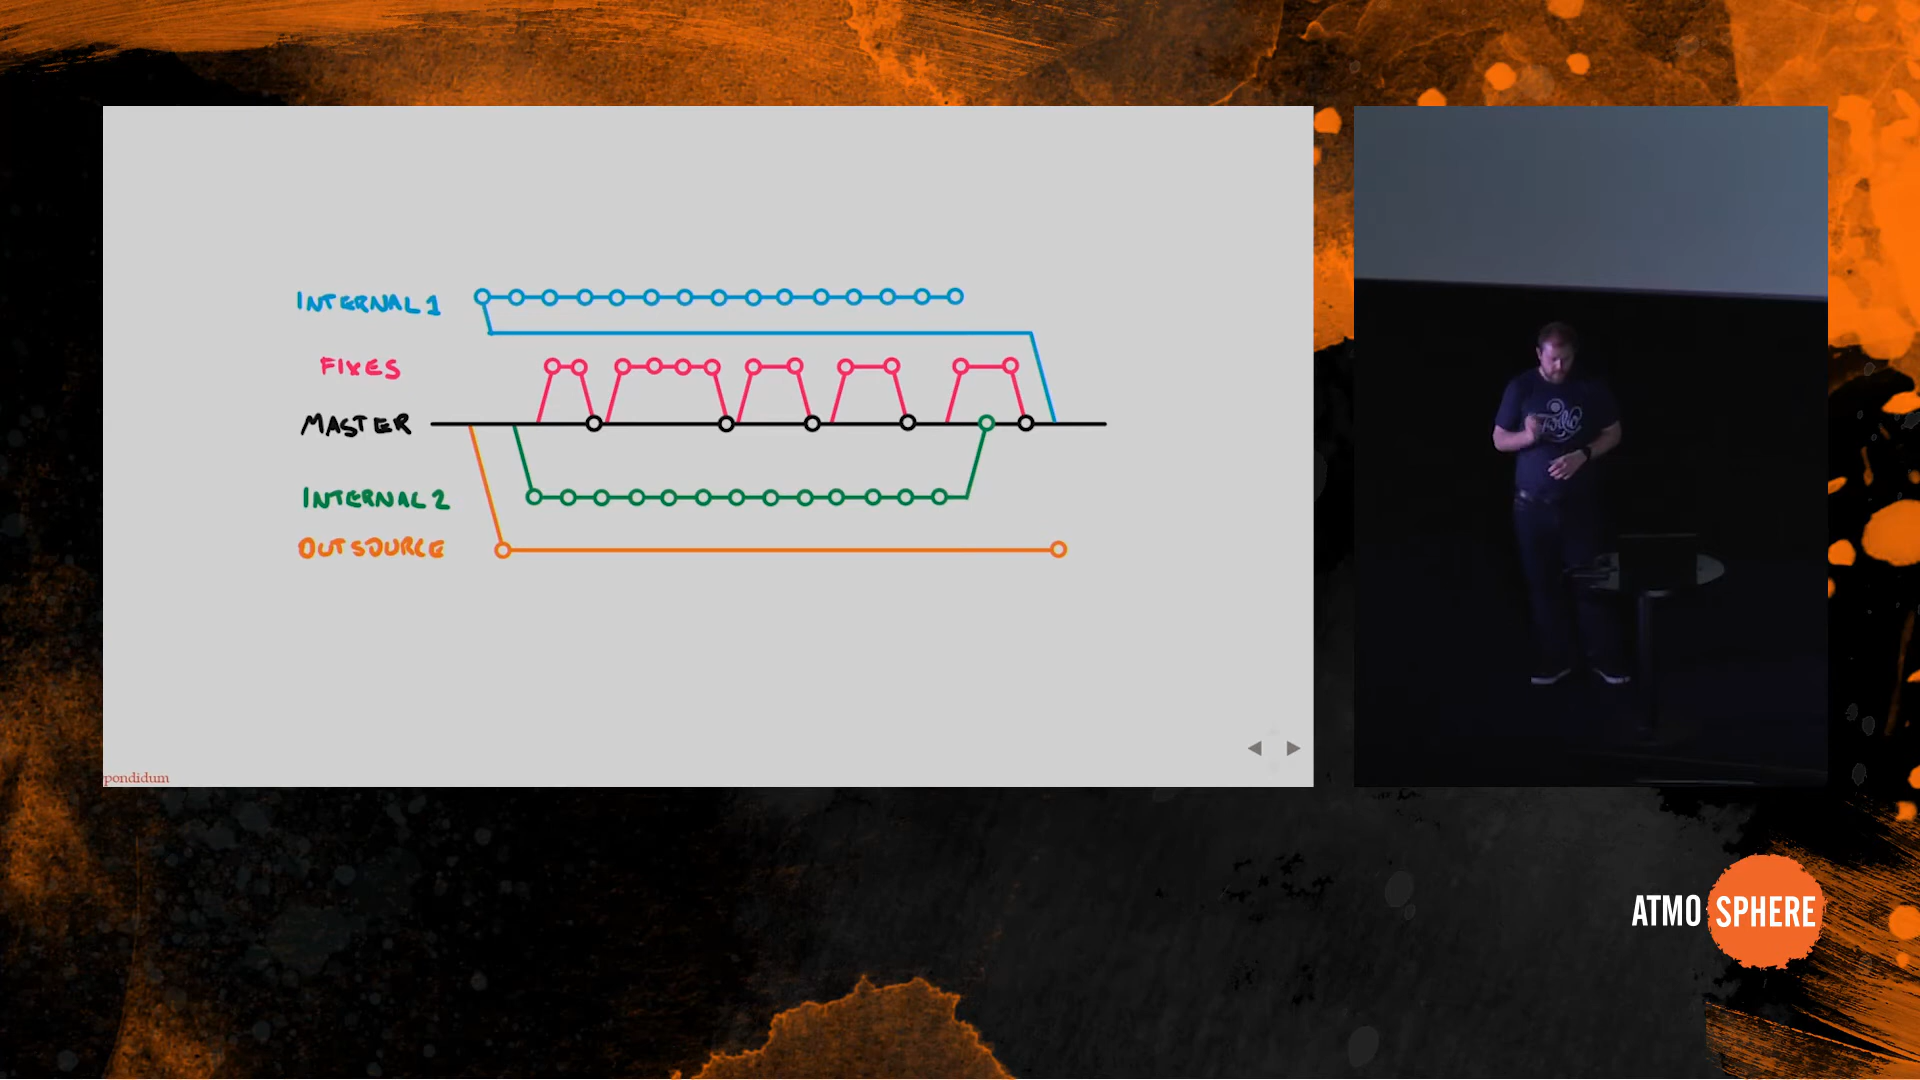 INTERNAL 1
FIXES
MASTER
INTERNAL 2
OUTSOURCE
pondidum
ATMO SPHERE